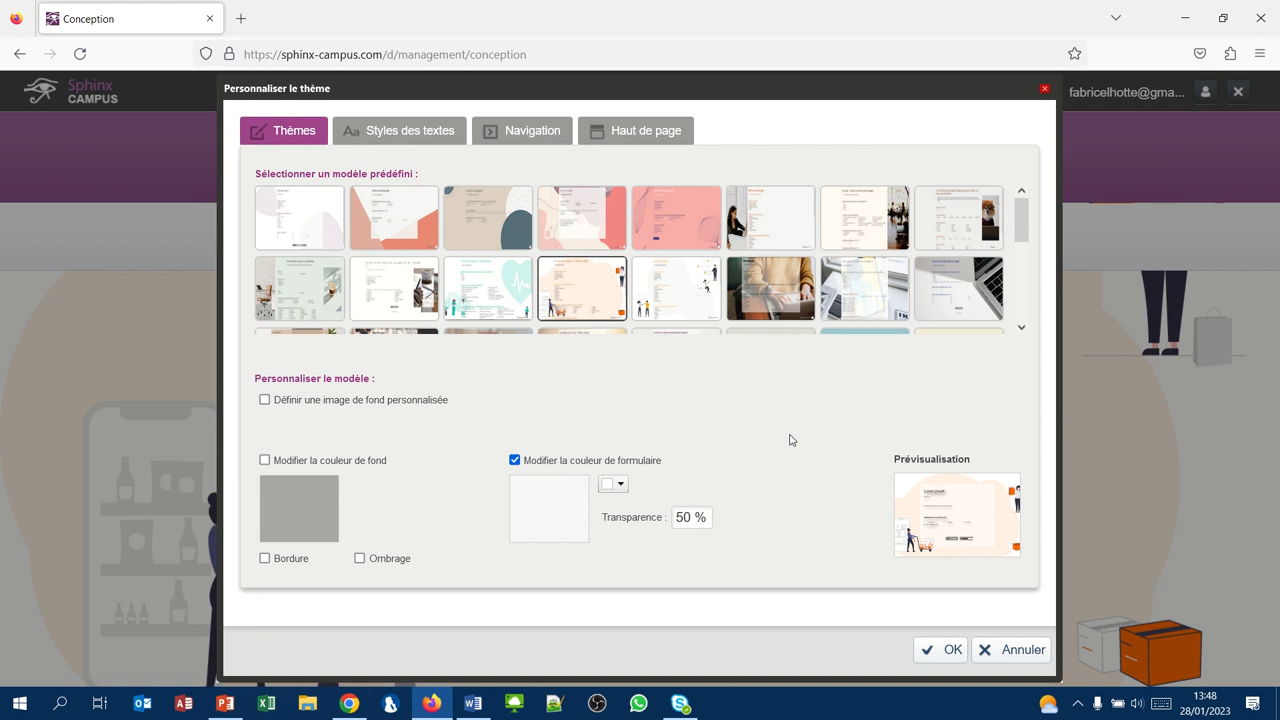 Conception
https://sphinx-campus.com/d/management/conception
Sphinx
CAMPUS
fabricelhotte@gma...
Personnaliser le thème
Thèmes
Aa Styles des textes
Navigation
Haut de page
Sélectionner un modèle prédéfini :
Personnaliser le modèle :
Définir une image de fond personnalisée
Modifier la couleur de fond
Modifier la couleur de formulaire
Prévisualisation
Transparence : 50 %
Bordure
Ombrage
OK
Annuler
13:48
28/01/2023